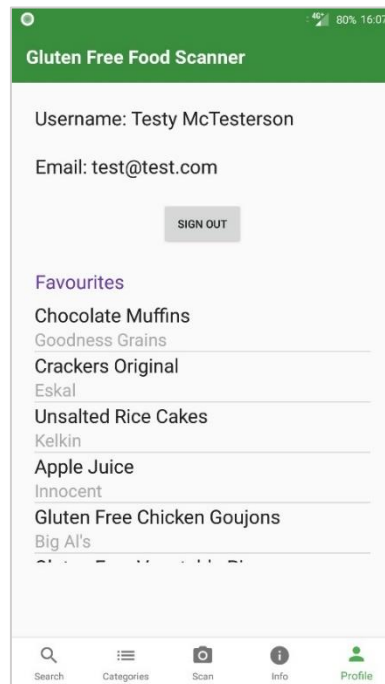 4G+ 80% 16:07
Gluten Free Food Scanner
Username: Testy McTesterson
Email: test@test.com
SIGN OUT
Favourites
Chocolate Muffins
Goodness Grains
Crackers Original
Eskal
Unsalted Rice Cakes
Kelkin
Apple Juice
Innocent
Gluten Free Chicken Goujons
Big Al's
Gluten Free
Search Categories Scan Info Profile